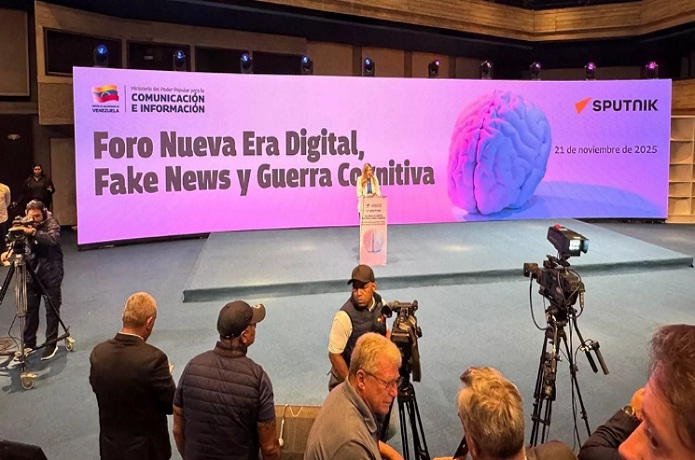 Ministerio del Poder Popular para la
COMUNICACIÓN
E INFORMACIÓN
VENEZUELA
SPUTNIK
Foro Nueva Era Digital,
Fake News y Guerra Cognitiva
21 de noviembre de 2025